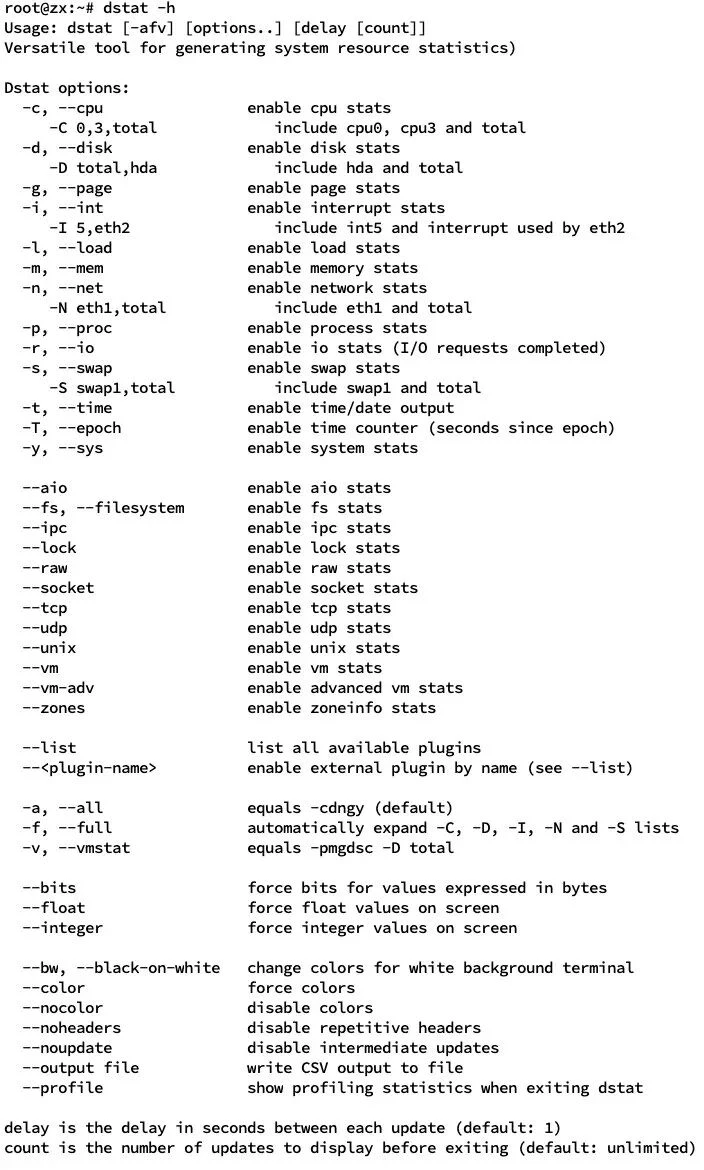 root@zx:~# dstat -h
Usage: dstat [-afv] [options..] [delay [count]]
Versatile tool for generating system resource statistics)

Dstat options:
  -c, --cpu                enable cpu stats
     -C 0,3,total             include cpu0, cpu3 and total
  -d, --disk               enable disk stats
     -D total,hda             include hda and total
  -g, --page               enable page stats
  -i, --int                enable interrupt stats
     -I 5,eth2                include int5 and interrupt used by eth2
  -l, --load               enable load stats
  -m, --mem                enable memory stats
  -n, --net                enable network stats
     -N eth1,total            include eth1 and total
  -p, --proc               enable process stats
  -r, --io                 enable io stats (I/O requests completed)
  -s, --swap               enable swap stats
     -S swap1,total           include swap1 and total
  -t, --time               enable time/date output
  -T, --epoch              enable time counter (seconds since epoch)
  -y, --sys                enable system stats

  --aio                    enable aio stats
  --fs, --filesystem       enable fs stats
  --ipc                    enable ipc stats
  --lock                   enable lock stats
  --raw                    enable raw stats
  --socket                 enable socket stats
  --tcp                    enable tcp stats
  --udp                    enable udp stats
  --unix                   enable unix stats
  --vm                     enable vm stats
  --vm-adv                 enable advanced vm stats
  --zones                  enable zoneinfo stats

  --list                   list all available plugins
  --<plugin-name>          enable external plugin by name (see --list)

  -a, --all                equals -cdngy (default)
  -f, --full               automatically expand -C, -D, -I, -N and -S lists
  -v, --vmstat             equals -pmgdsc -D total

  --bits                   force bits for values expressed in bytes
  --float                  force float values on screen
  --integer                force integer values on screen

  --bw, --black-on-white   change colors for white background terminal
  --color                  force colors
  --nocolor                disable colors
  --noheaders              disable repetitive headers
  --noupdate               disable intermediate updates
  --output file            write CSV output to file
  --profile                show profiling statistics when exiting dstat

delay is the delay in seconds between each update (default: 1)
count is the number of updates to display before exiting (default: unlimited)